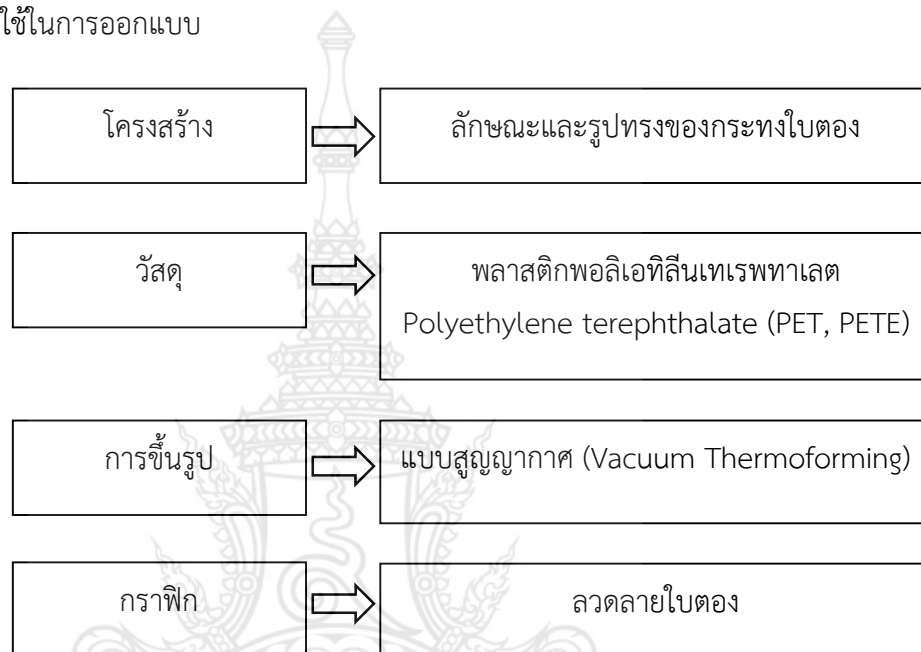 ใช้ในการออกแบบ
โครงสร้าง
ลักษณะและรูปทรงของกระทงใบตอง
วัสดุ
พลาสติกพอลิเอทิลีนเทเรพทาเลต
Polyethylene terephthalate (PET, PETE)
การขึ้นรูป
แบบสูญญากาศ (Vacuum Thermoforming)
กราฟิก
ลวดลายใบตอง